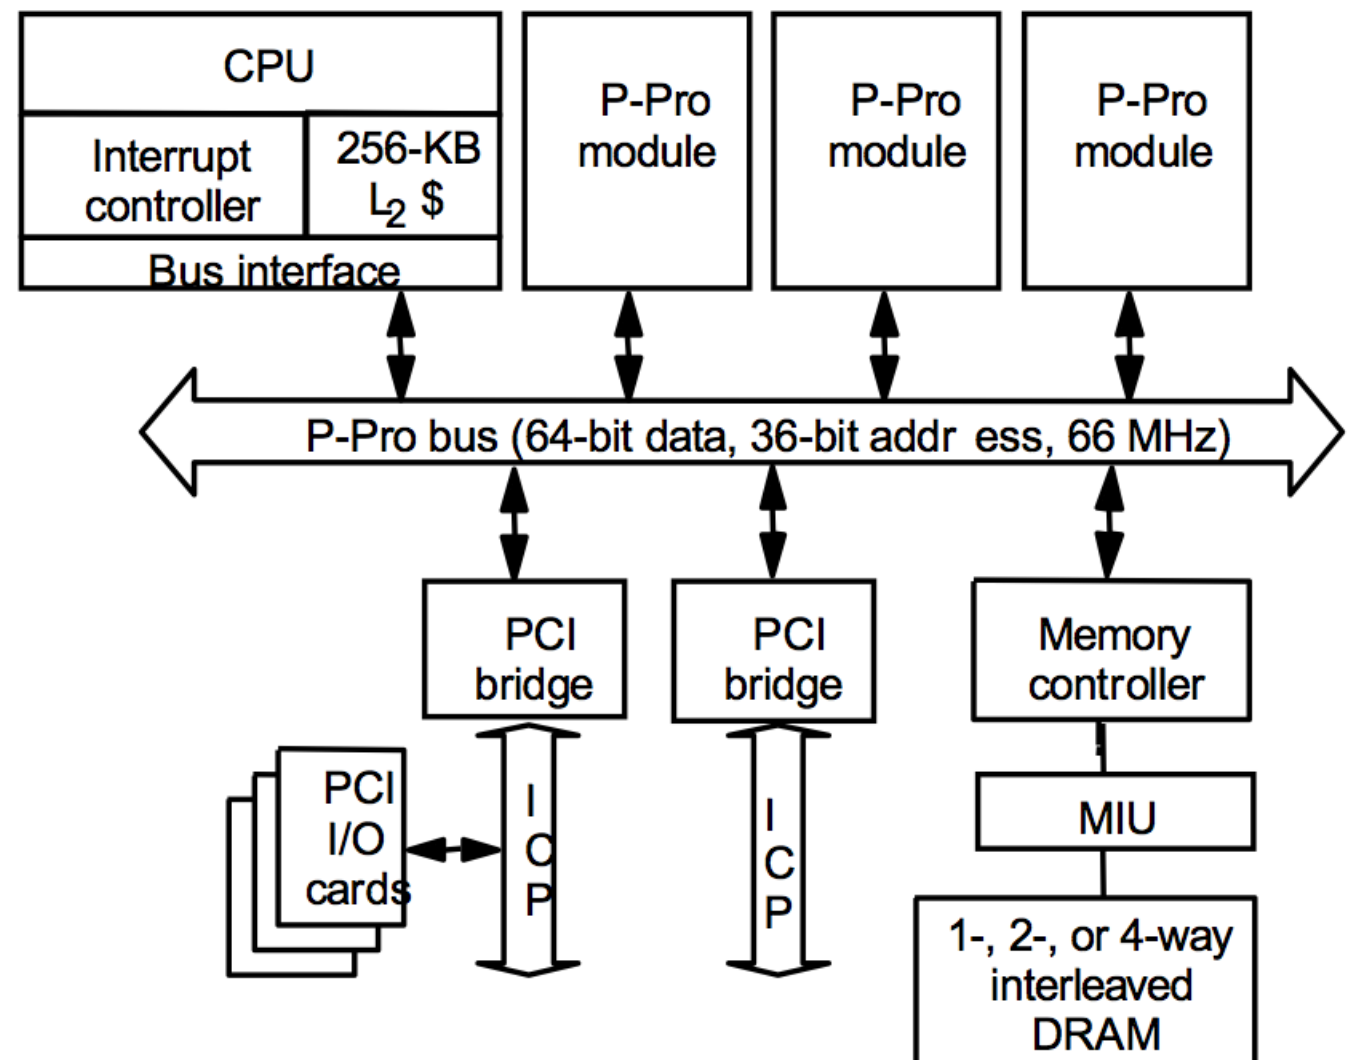 CPU
Interrupt
controller
256-KB
L2 $
Bus interface
P-Pro
module
P-Pro
module
P-Pro
module
P-Pro bus (64-bit data, 36-bit addr ess, 66 MHz)
PCI
bridge
PCI
bridge
Memory
controller
PCI
I/O
cards
I
C
P
I
C
P
MIU
1-, 2-, or 4-way
interleaved
DRAM